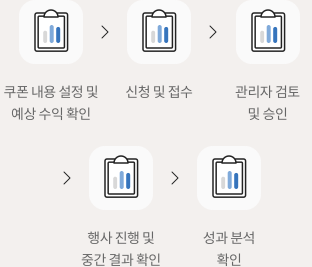 쿠폰 내용 설정 및
예상 수익 확인
신청 및 접수
관리자 검토
및 승인
행사 진행 및
중간 결과 확인
성과 분석
확인